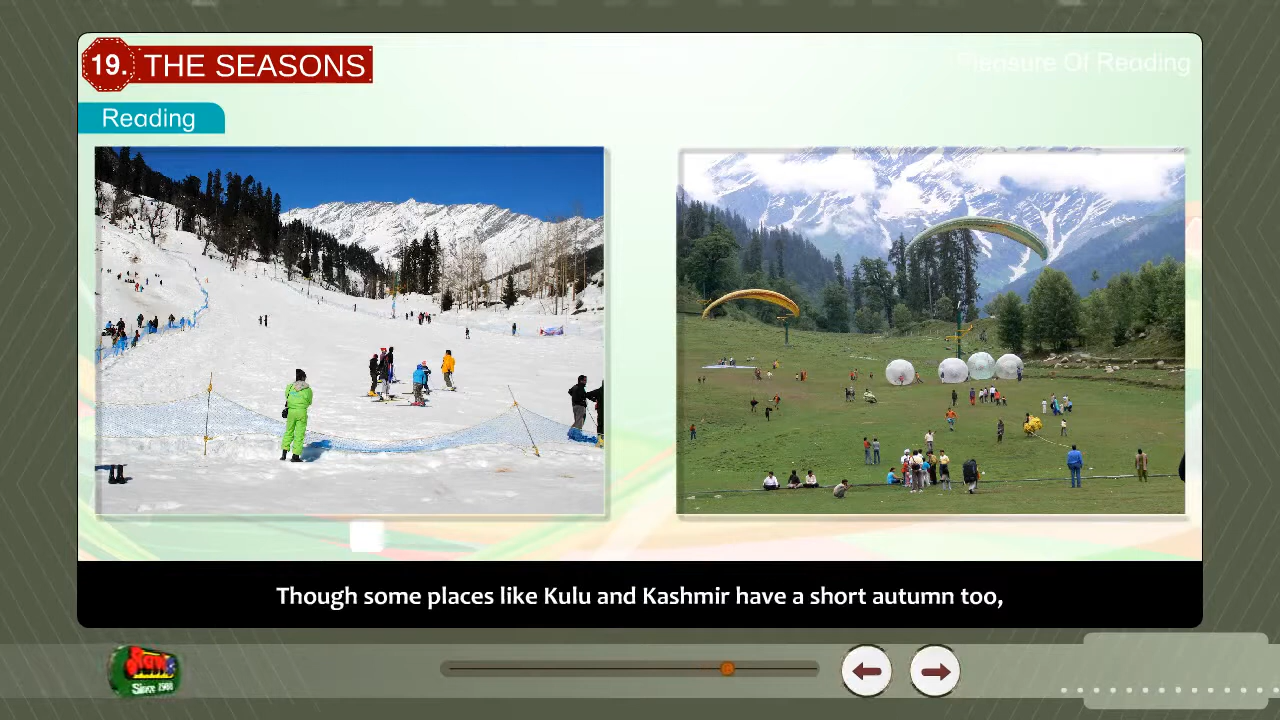 19. THE SEASONS
Pleasure Of Reading
Reading
Though some places like Kulu and Kashmir have a short autumn too,
Since 1980